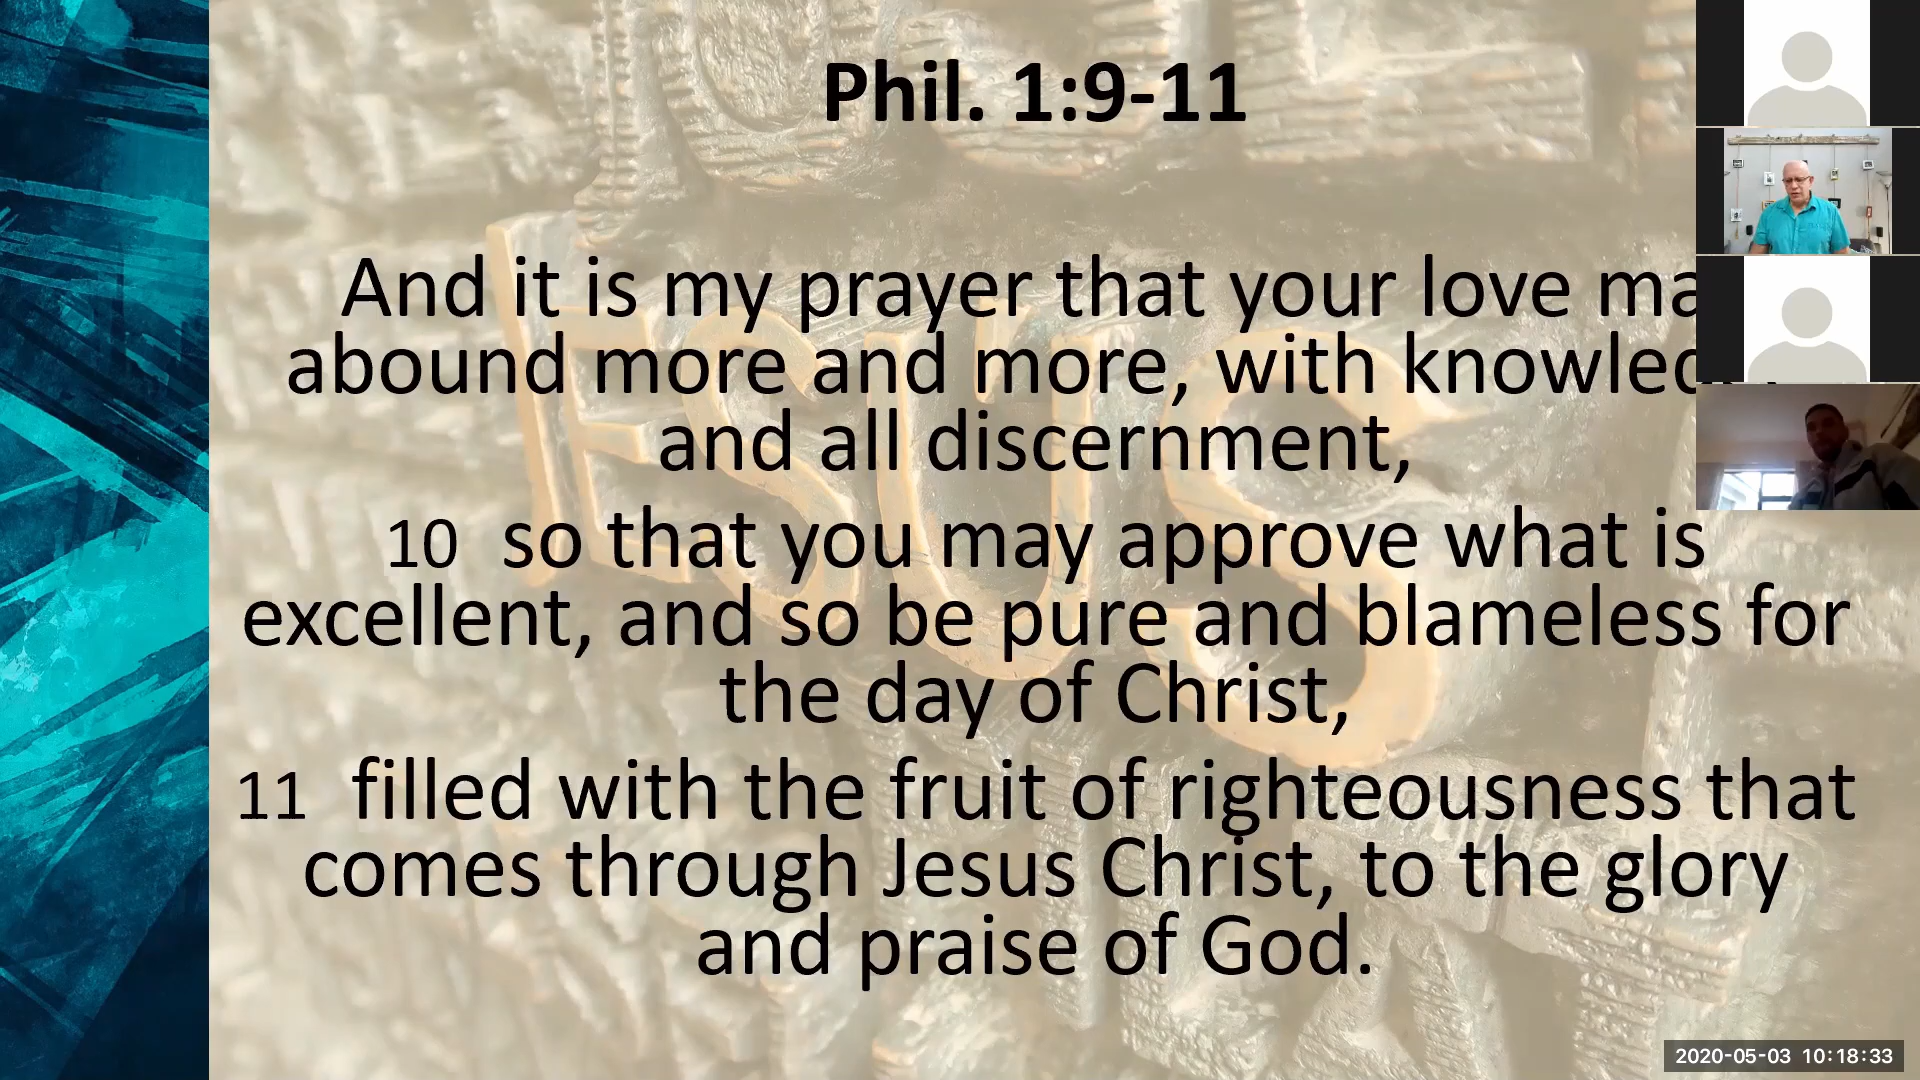 Phil. 1:9-11
And it is my prayer that your love
abound more and more, with
and all discernment,
10 so that you may approve what is
excellent, and so be pure and blameless for
the day of Christ,
11 filled with the fruit of righteousness that
comes through Jesus Christ, to the glory
and praise of God.
ESUS
2020-05-03 10:18:33